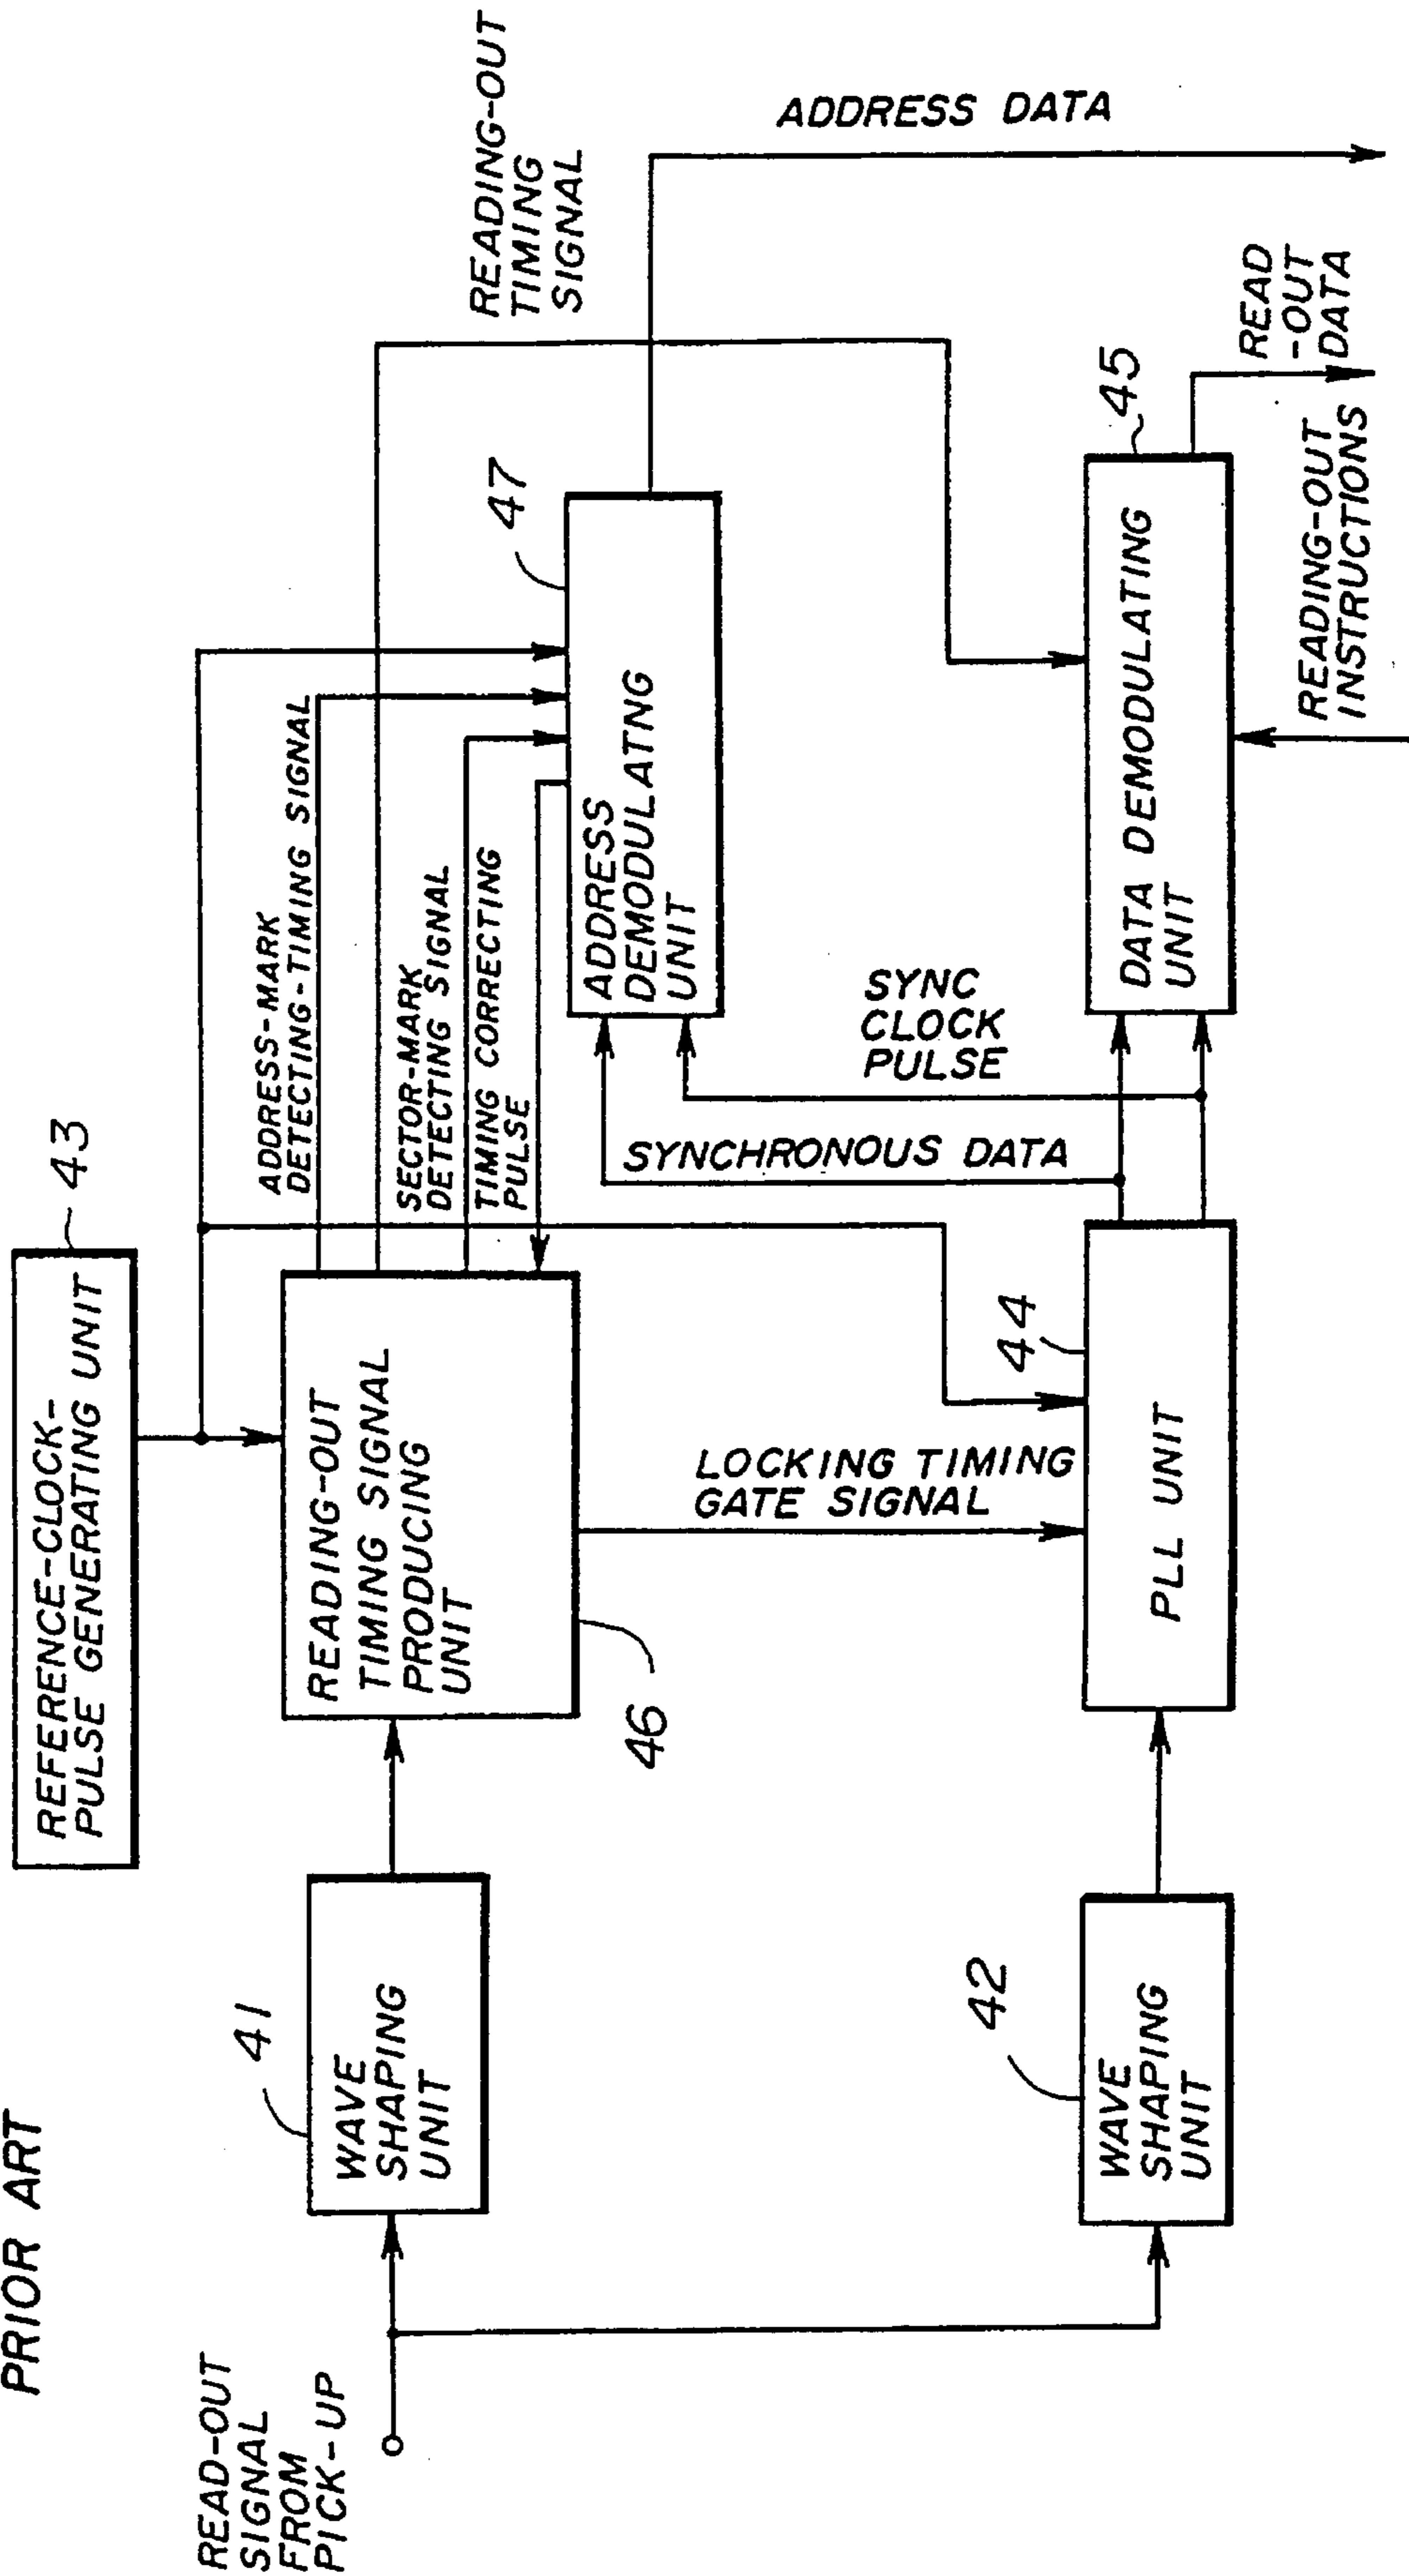 PRIOR ART
READ-OUT
SIGNAL
FROM
PICK-UP
41
WAVE
SHAPING
UNIT
42
WAVE
SHAPING
UNIT
REFERENCE-CLOCK-
PULSE GENERATING UNIT
43
READING-OUT
TIMING SIGNAL
PRODUCING
UNIT
46
LOCKING TIMING
GATE SIGNAL
44
PLL UNIT
ADDRESS-MARK
DETECTING-TIMING SIGNAL
SECTOR-MARK
DETECTING SIGNAL
TIMING CORRECTING
PULSE
SYNCHRONOUS DATA
SYNC
CLOCK
PULSE
47
ADDRESS
DEMODULATNG
UNIT
45
DATA DEMODULATING
UNIT
READING-OUT
TIMING
SIGNAL
ADDRESS DATA
READ
-OUT
DATA
READING-OUT
INSTRUCTIONS